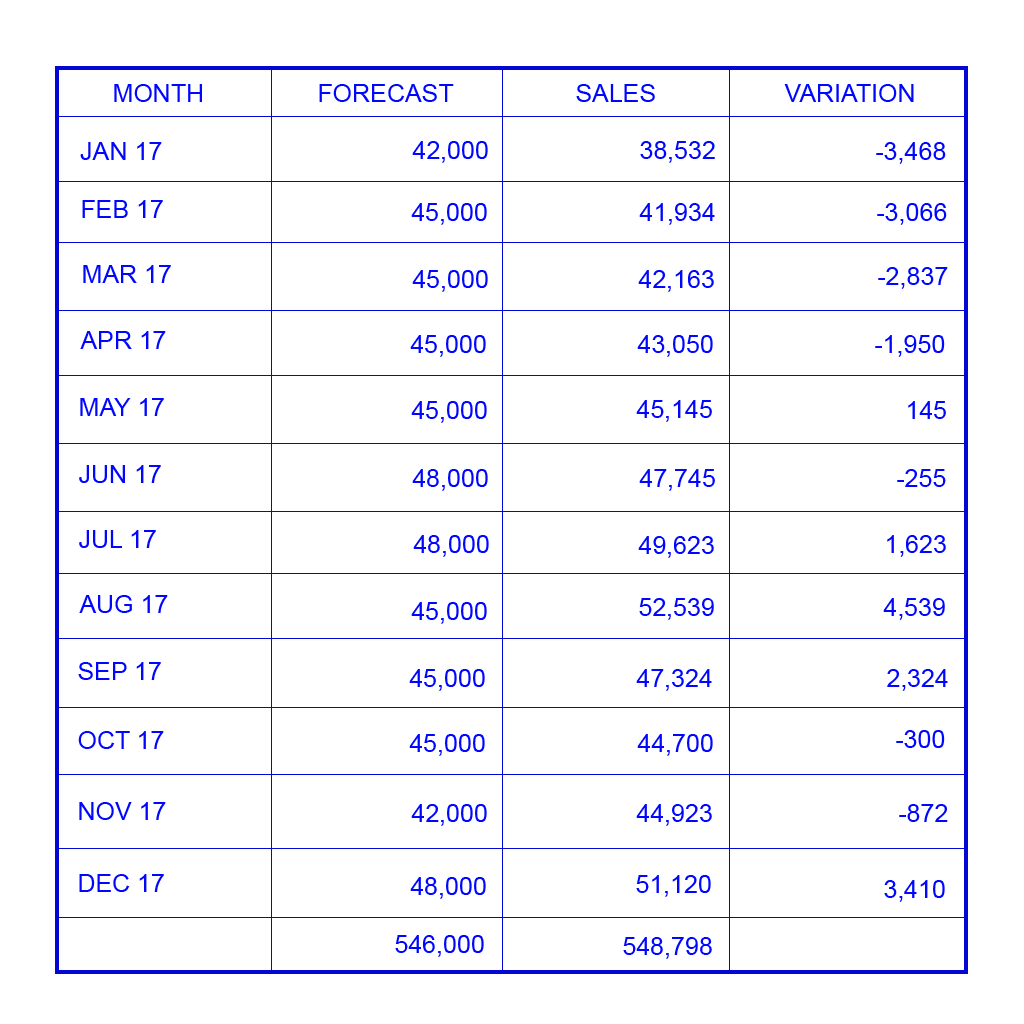 MONTH FORECAST SALES VARIATION
JAN 17 42,000 38,532 -3,468
FEB 17 45,000 41,934 -3,066
MAR 17 45,000 42,163 -2,837
APR 17 45,000 43,050 -1,950
MAY 17 45,000 45,145 145
JUN 17 48,000 47,745 -255
JUL 17 48,000 49,623 1,623
AUG 17 45,000 52,539 4,539
SEP 17 45,000 47,324 2,324
OCT 17 45,000 44,700 -300
NOV 17 42,000 44,923 -872
DEC 17 48,000 51,120 3,410
546,000 548,798